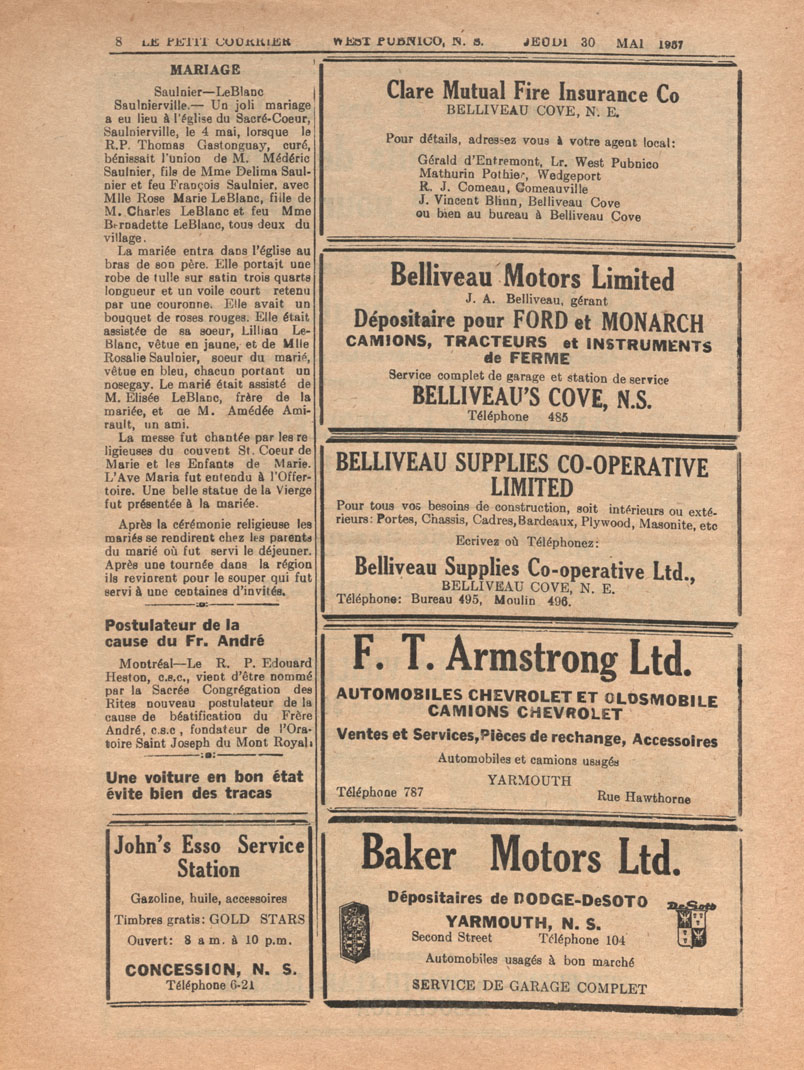 8 LE PETIT COURRIER WEST PUBNICO, N. S. JEUDI 30 MAI 1957
MARIAGE
Saulnier—LeBlanc
Saulnierville.— Un joli mariage
a eu lieu à l'église du Sacré-Coeur,
Saulnierville, le 4 mai, lorsque le
R.P. Thomas Gastonguay, curé,
bénissait l'union de M. Médéric
Saulnier, fils de Mme Delima Saul-
nier et feu François Saulnier, avec
Mlle Rose Marie LeBlanc, fille de
M. Charles LeBlanc et feu Mme
Bernadette LeBlanc, tous deux du
village.
La mariée entra dans l'église au
bras de son père. Elle portait une
robe de tulle sur satin trois quarts
longueur et un voile court retenu
par une couronne. Elle avait un
bouquet de roses rouges. Elle était
assistée de sa soeur, Lillian Le-
Blanc, vêtue en jaune, et de Mlle
Rosalie Saulnier, soeur du marié,
vêtue en bleu, chacun portant un
nosegay. Le marié était assisté de
M. Elisée LeBlanc, frère de la
mariée, et de M. Amédée Ami-
rault, un ami.
La messe fut chantée par les re
ligieuses du couvent St. Coeur de
Marie et les Enfants de Marie.
L'Ave Maria fut entendu à l'Offer-
toire. Une belle statue de la Vierge
fut présentée à la mariée.
Après la cérémonie religieuse les
mariés se rendirent chez les parents
du marié où fut servi le déjeuner.
Après une tournée dans la région
ils revinrent pour le souper qui fut
servi à une centaines d'invités.
Postulateur de la
cause du Fr. André
Montréal—Le R. P. Edouard
Heston, c.s.c., vient d'être nommé
par la Sacrée Congrégation des
Rites nouveau postulateur de la
cause de béatification du Frère
André, c.s.c , fondateur de l'Ora-
toire Saint Joseph du Mont Royal.
Une voiture en bon état
évite bien des tracas
John's Esso Service
Station
Gazoline, huile, accessoires
Timbres gratis: GOLD STARS
Ouvert: 8 a m. à 10 p.m.
CONCESSION, N. S.
Téléphone 6-21
Clare Mutual Fire Insurance Co
BELLIVEAU COVE, N. E.
Pour détails, adressez vous à votre agent local:
Gérald d'Entremont, Lr. West Pubnico
Mathurin Pothier, Wedgeport
R. J. Comeau, Comeauville
J. Vincent Blinn, Belliveau Cove
ou bien au bureau à Belliveau Cove
Belliveau Motors Limited
J. A. Belliveau, gérant
Dépositaire pour FORD et MONARCH
CAMIONS, TRACTEURS et INSTRUMENTS
de FERME
Service complet de garage et station de service
BELLIVEAU'S COVE, N.S.
Téléphone 485
BELLIVEAU SUPPLIES CO-OPERATIVE
LIMITED
Pour tous vos besoins de construction, soit intérieurs ou exté-
rieurs: Portes, Chassis, Cadres, Bardeaux, Plywood, Masonite, etc
Ecrivez où Téléphonez:
Belliveau Supplies Co-operative Ltd.,
BELLIVEAU COVE, N. E.
Téléphone: Bureau 495, Moulin 496.
F. T. Armstrong Ltd.
AUTOMOBILES CHEVROLET ET OLDSMOBILE
CAMIONS CHEVROLET
Ventes et Services, Pièces de rechange, Accessoires
Automobiles et camions usagés
YARMOUTH
Téléphone 787 Rue Hawthorne
Baker Motors Ltd.
Dépositaires de DODGE-DeSOTO
DeSoto
YARMOUTH, N. S.
Second Street Téléphone 104
Automobiles usagés à bon marché
SERVICE DE GARAGE COMPLET